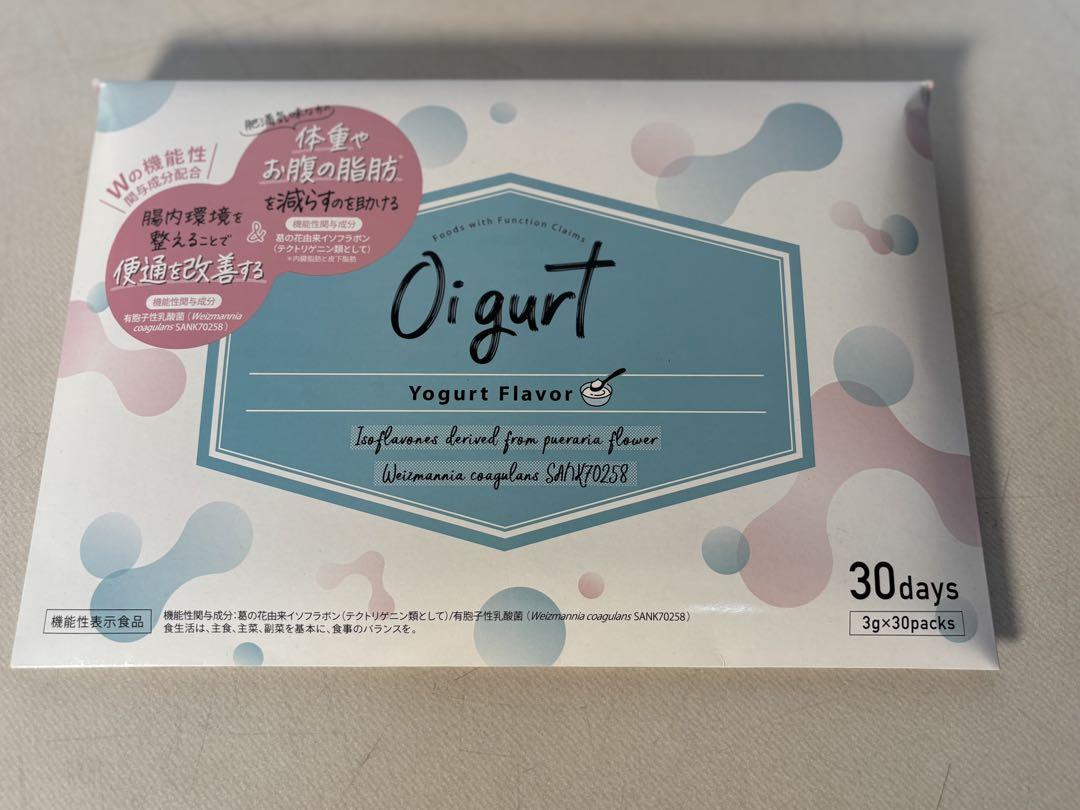 Wの機能性
関与成分配合
肥満気味な方の
体重や
お腹の脂肪*
を減らすのを助ける
機能性関与成分
葛の花由来イソフラボン
(テクトリゲニン類として)
*内臓脂肪と皮下脂肪
&
腸内環境を
整えることで
便通を改善する
機能性関与成分
有胞子性乳酸菌(Weizmannia
coagulans SANK70258)
Foods with Function Claims
Oigurt
Yogurt Flavor
Isoflavones derived from pueraria flower
Weizmannia coagulans SANK70258
30days
3g×30packs
機能性表示食品
機能性関与成分:葛の花由来イソフラボン(テクトリゲニン類として)/有胞子性乳酸菌(Weizmannia coagulans SANK70258)
食生活は、主食、主菜、副菜を基本に、食事のバランスを。